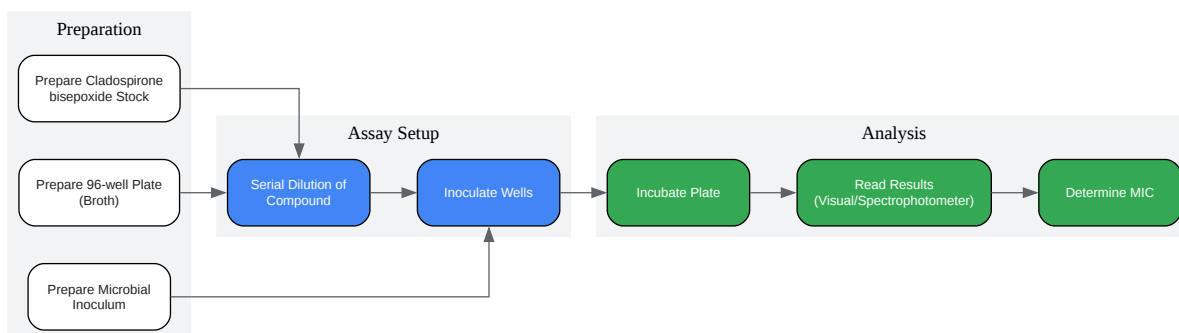 Preparation
Prepare Cladospirone
bisepoxide Stock
Prepare 96-well Plate
(Broth)
Prepare Microbial
Inoculum
Assay Setup
Serial Dilution of
Compound
Inoculate Wells
Analysis
Incubate Plate
Read Results
(Visual/Spectrophotometer)
Determine MIC